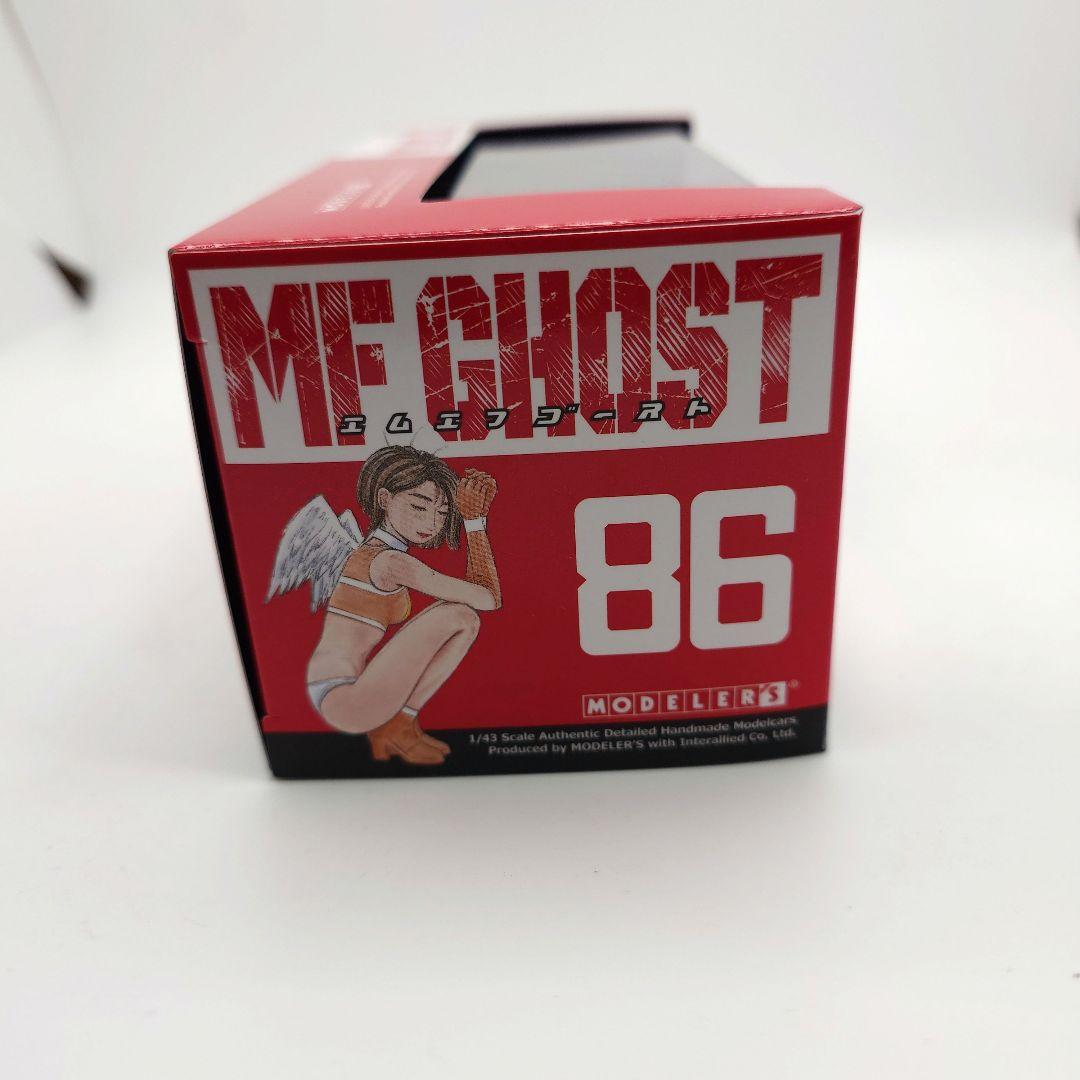 MF GHOST
エムエフゴースト
86
MODELER'S
1/43 Scale Authentic Detailed Handmade Modelcars.
Produced by MODELER'S with Interallied Co. Ltd.